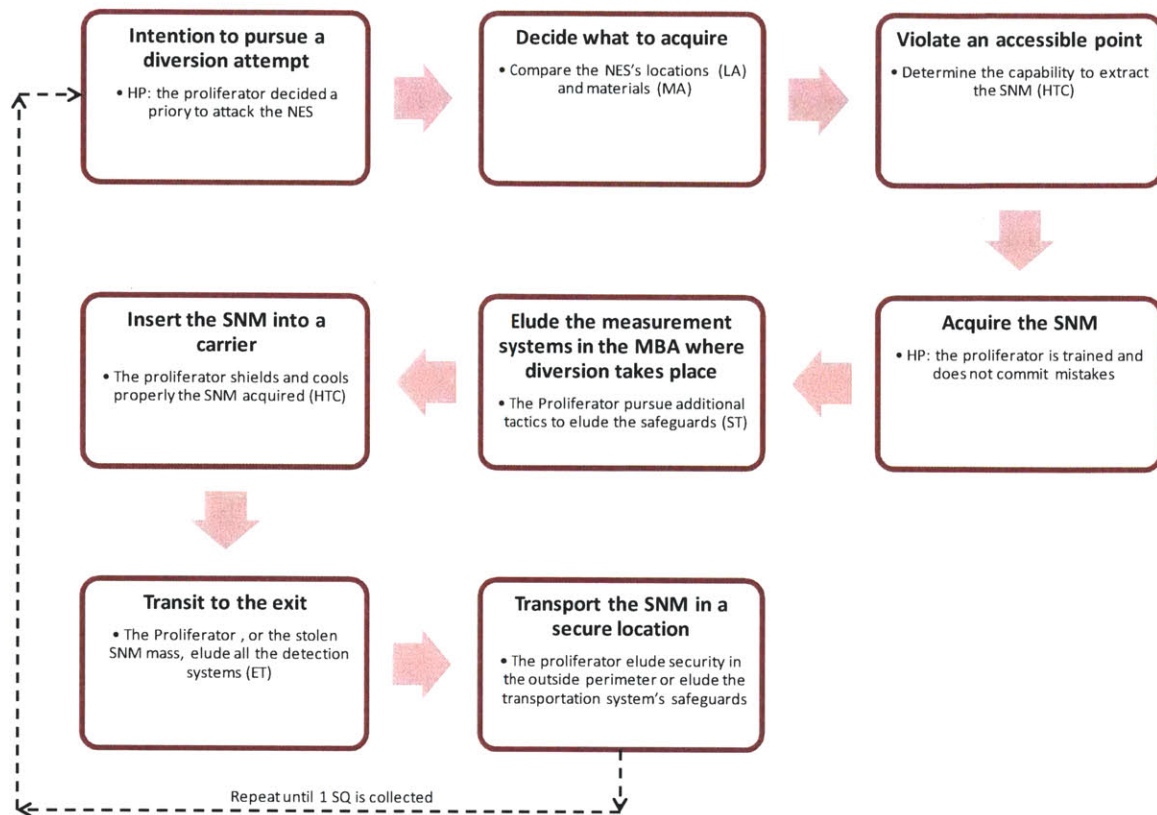 Intention to pursue a
diversion attempt
• HP: the proliferator decided a
priory to attack the NES
Decide what to acquire
• Compare the NES's locations (LA)
and materials (MA)
Violate an accessible point
• Determine the capability to extract
the SNM (HTC)
Acquire the SNM
• HP: the proliferator is trained and
does not commit mistakes
Elude the measurement
systems in the MBA where
diversion takes place
• The Proliferator pursue additional
tactics to elude the safeguards (ST)
Insert the SNM into a
carrier
• The proliferator shields and cools
properly the SNM acquired (HTC)
Transit to the exit
• The Proliferator , or the stolen
SNM mass, elude all the detection
systems (ET)
Transport the SNM in a
secure location
• The proliferator elude security in
the outside perimeter or elude the
transportation system's safeguards
Repeat until 1 SQ is collected